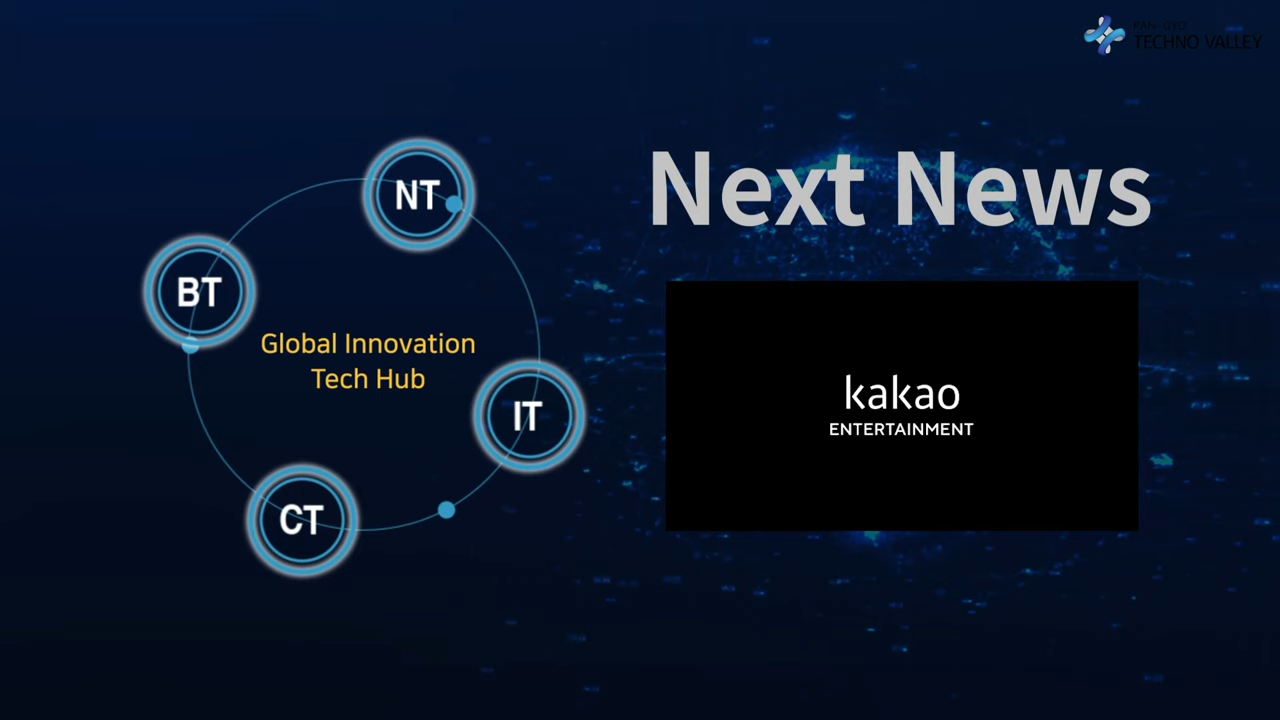 PAN GYO
TECHNO VALLEY
NT
BT
Global Innovation
Tech Hub
IT
CT
Next News
kakao
ENTERTAINMENT